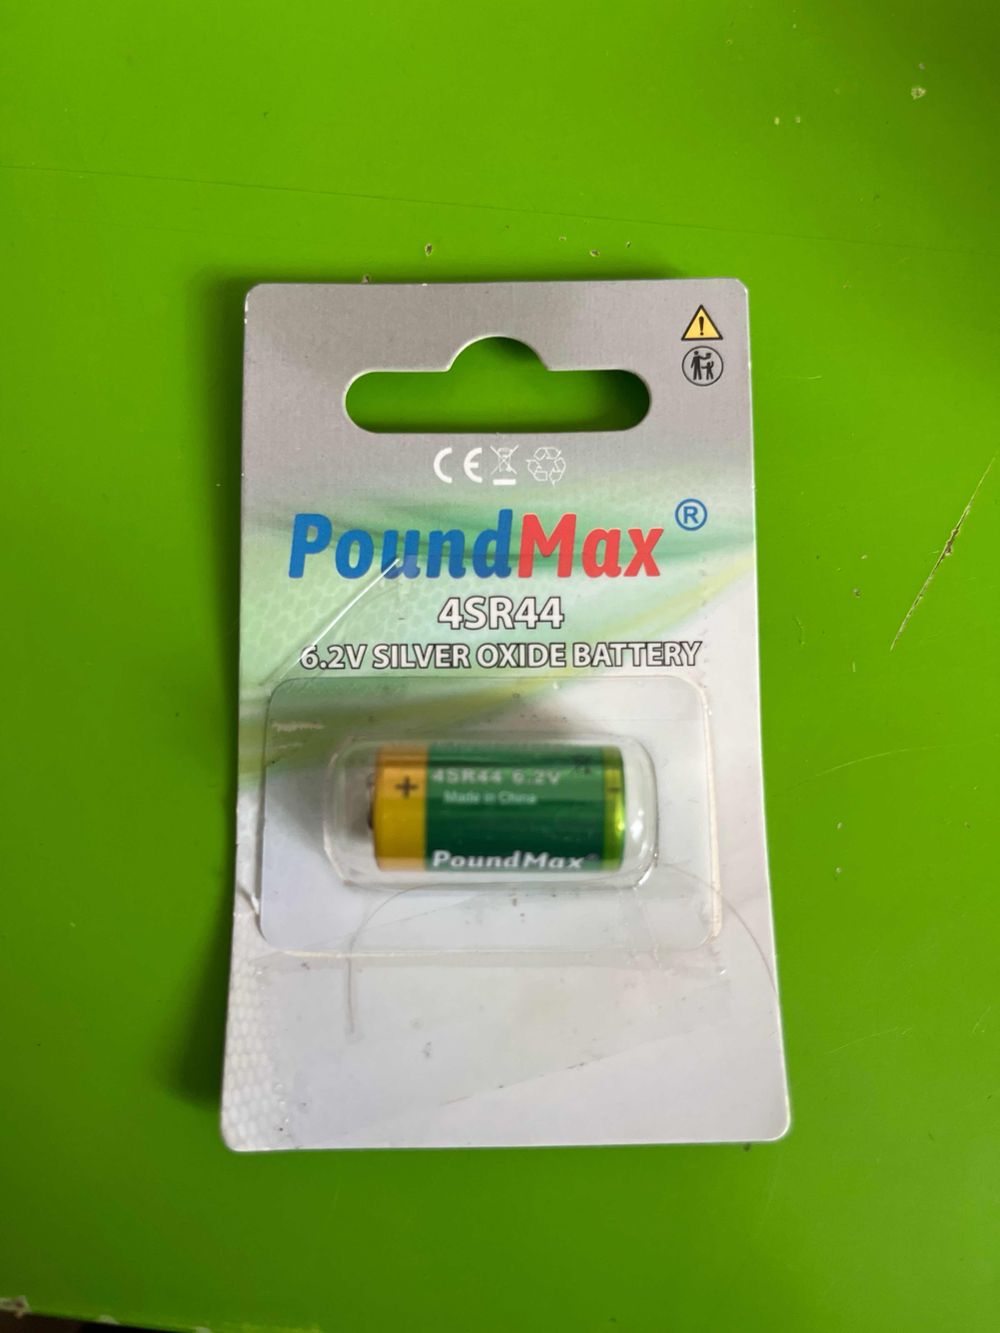 CE
PoundMax®
4SR44
6.2V SILVER OXIDE BATTERY
+
4SR44 6.2V
Made in China
PoundMax®